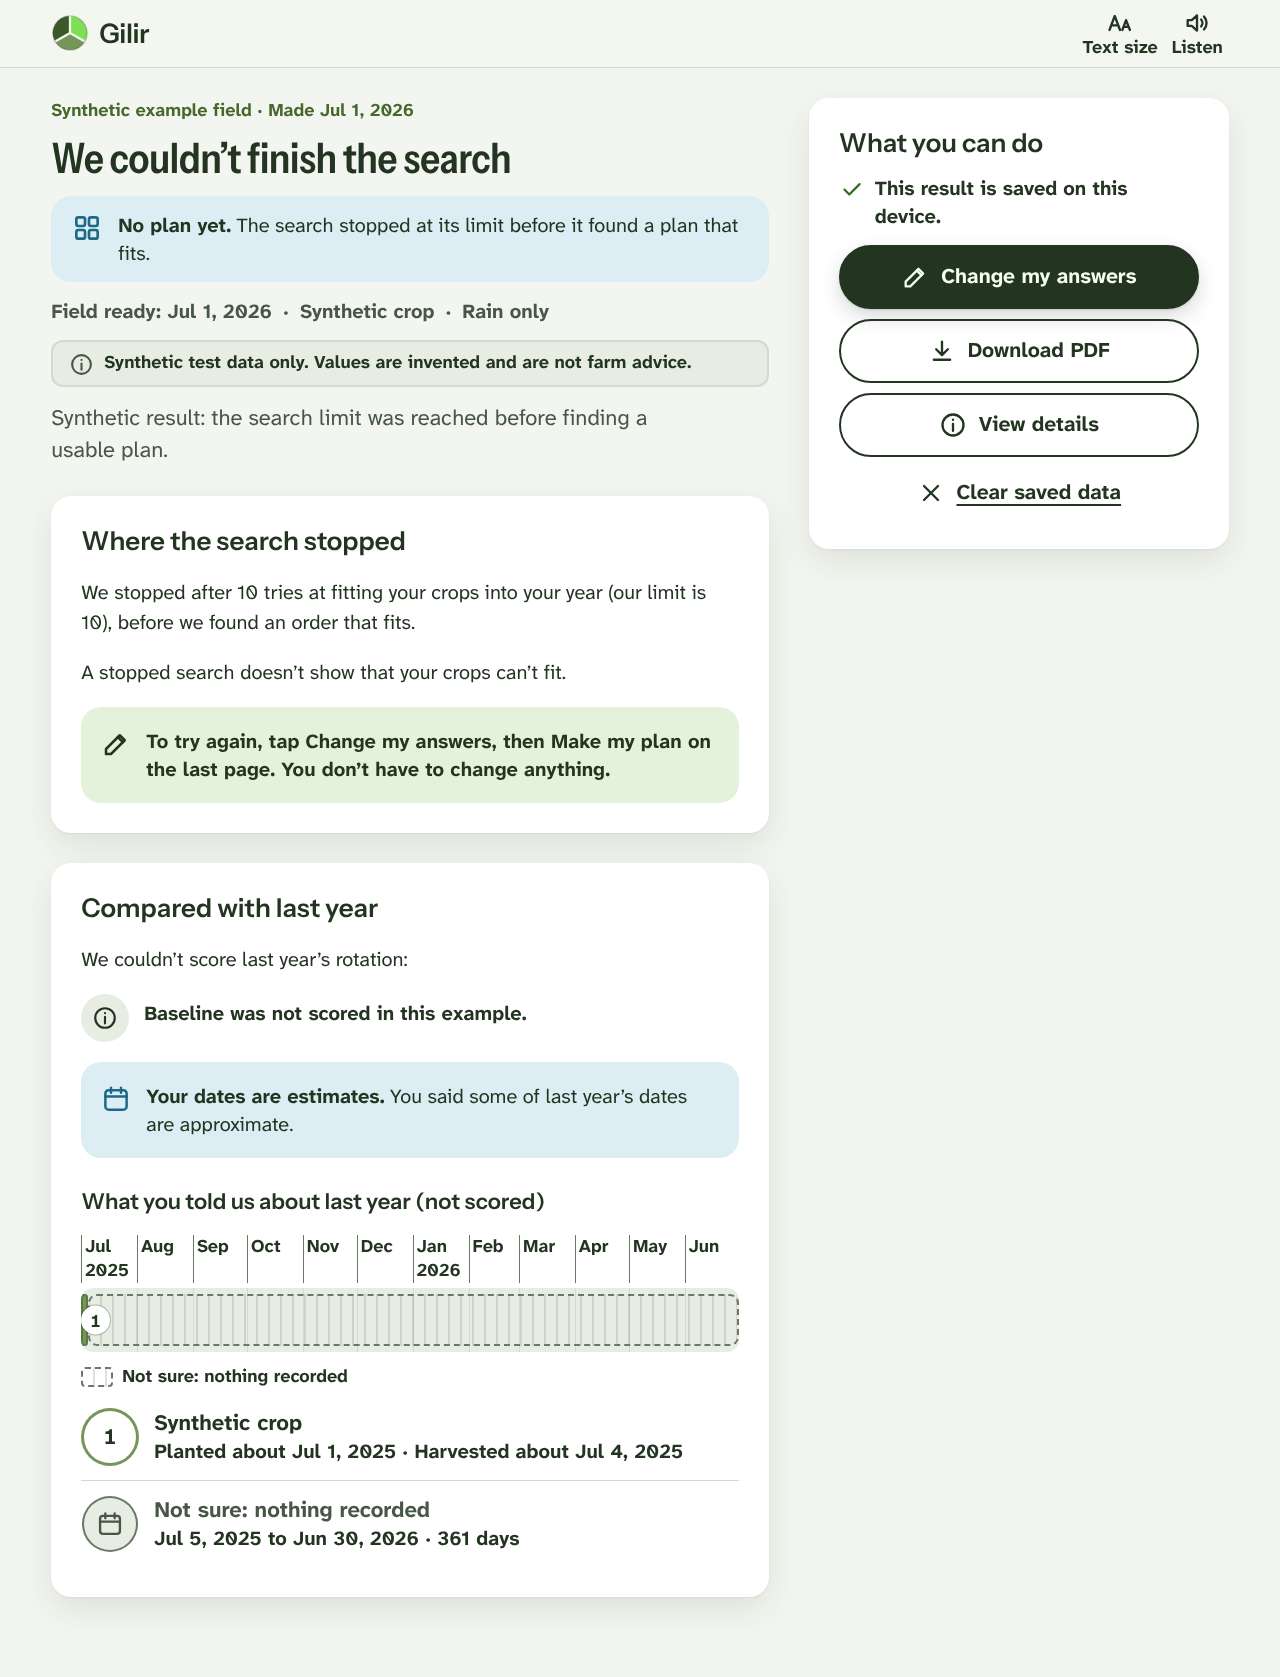 Gilir
AA
Text size
Listen
Synthetic example field · Made Jul 1, 2026
We couldn’t finish the search
No plan yet. The search stopped at its limit before it found a plan that
fits.
Field ready: Jul 1, 2026 · Synthetic crop · Rain only
Synthetic test data only. Values are invented and are not farm advice.
Synthetic result: the search limit was reached before finding a
usable plan.
Where the search stopped
We stopped after 10 tries at fitting your crops into your year (our limit is
10), before we found an order that fits.
A stopped search doesn’t show that your crops can’t fit.
To try again, tap Change my answers, then Make my plan on
the last page. You don’t have to change anything.
Compared with last year
We couldn’t score last year’s rotation:
Baseline was not scored in this example.
Your dates are estimates. You said some of last year’s dates
are approximate.
What you told us about last year (not scored)
Jul Aug Sep Oct Nov Dec Jan Feb Mar Apr May Jun
2025 2026
1
Not sure: nothing recorded
1
Synthetic crop
Planted about Jul 1, 2025 · Harvested about Jul 4, 2025
Not sure: nothing recorded
Jul 5, 2025 to Jun 30, 2026 · 361 days
What you can do
This result is saved on this
device.
Change my answers
Download PDF
View details
Clear saved data